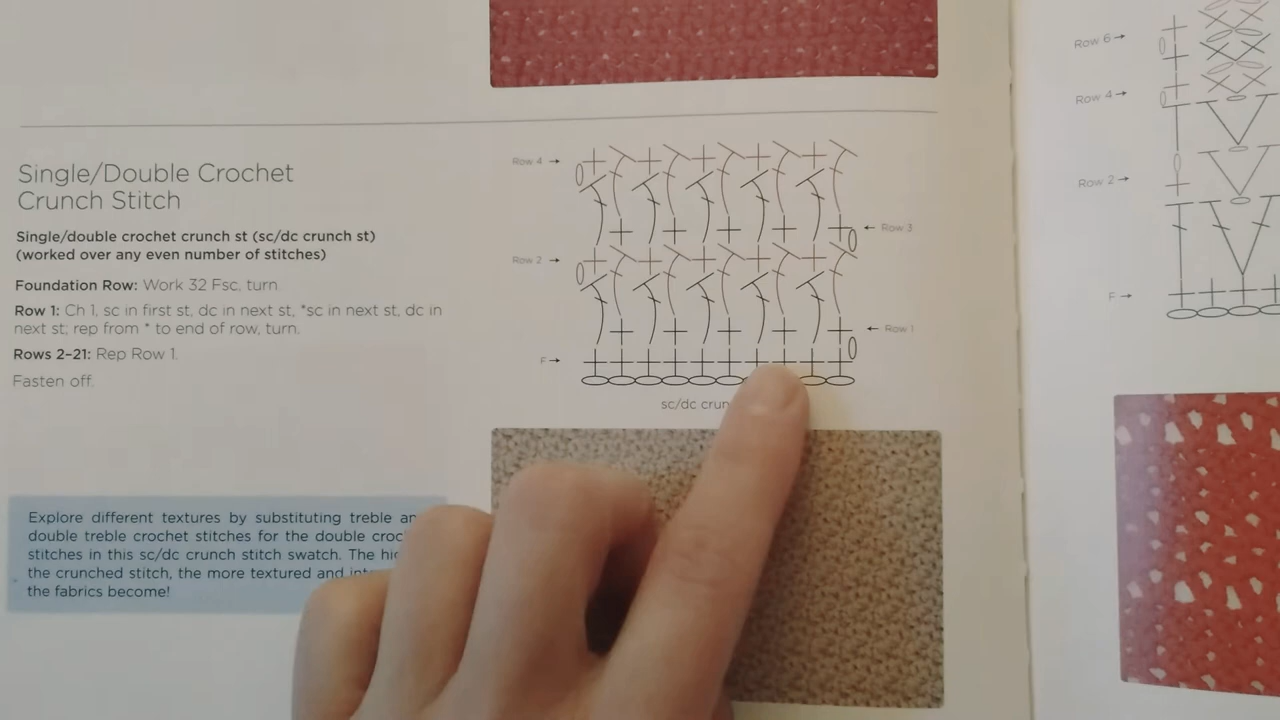 Single/Double Crochet
Crunch Stitch
Single/double crochet crunch st (sc/dc crunch st)
(worked over any even number of stitches)
Foundation Row: Work 32 Fsc, turn.
Row 1: Ch 1, sc in first st, dc in next st, *sc in next st, dc in
next st; rep from * to end of row, turn.
Rows 2–21: Rep Row 1.
Fasten off.
Explore different textures by substituting treble
double treble crochet stitches for the double
stitches in this sc/dc crunch stitch swatch. The
the crunched stitch, the more textured and
the fabrics become!
Row 4 →
← Row 3
Row 2 →
← Row 1
F →
sc/dc
Row 6 →
Row 4 →
Row 2 →
F →